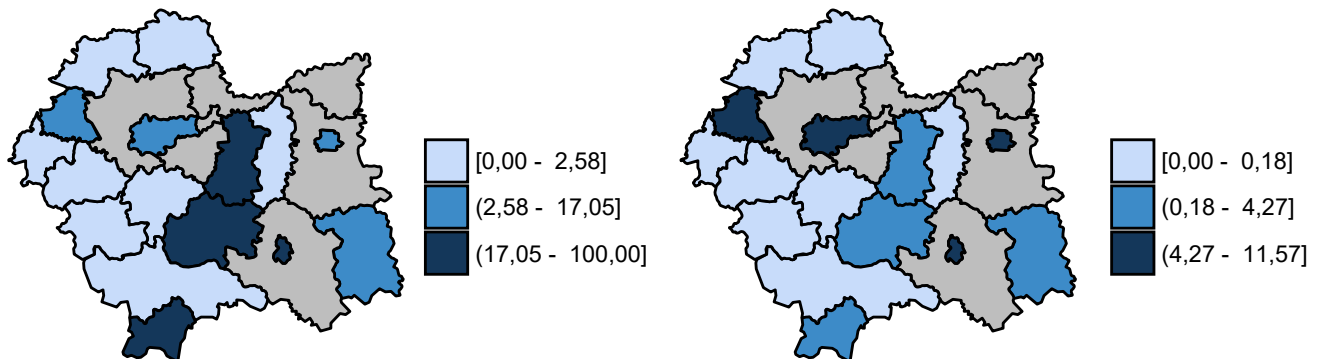 [0,00 - 2,58]
(2,58 - 17,05]
(17,05 - 100,00]
[0,00 - 0,18]
(0,18 - 4,27]
(4,27 - 11,57]